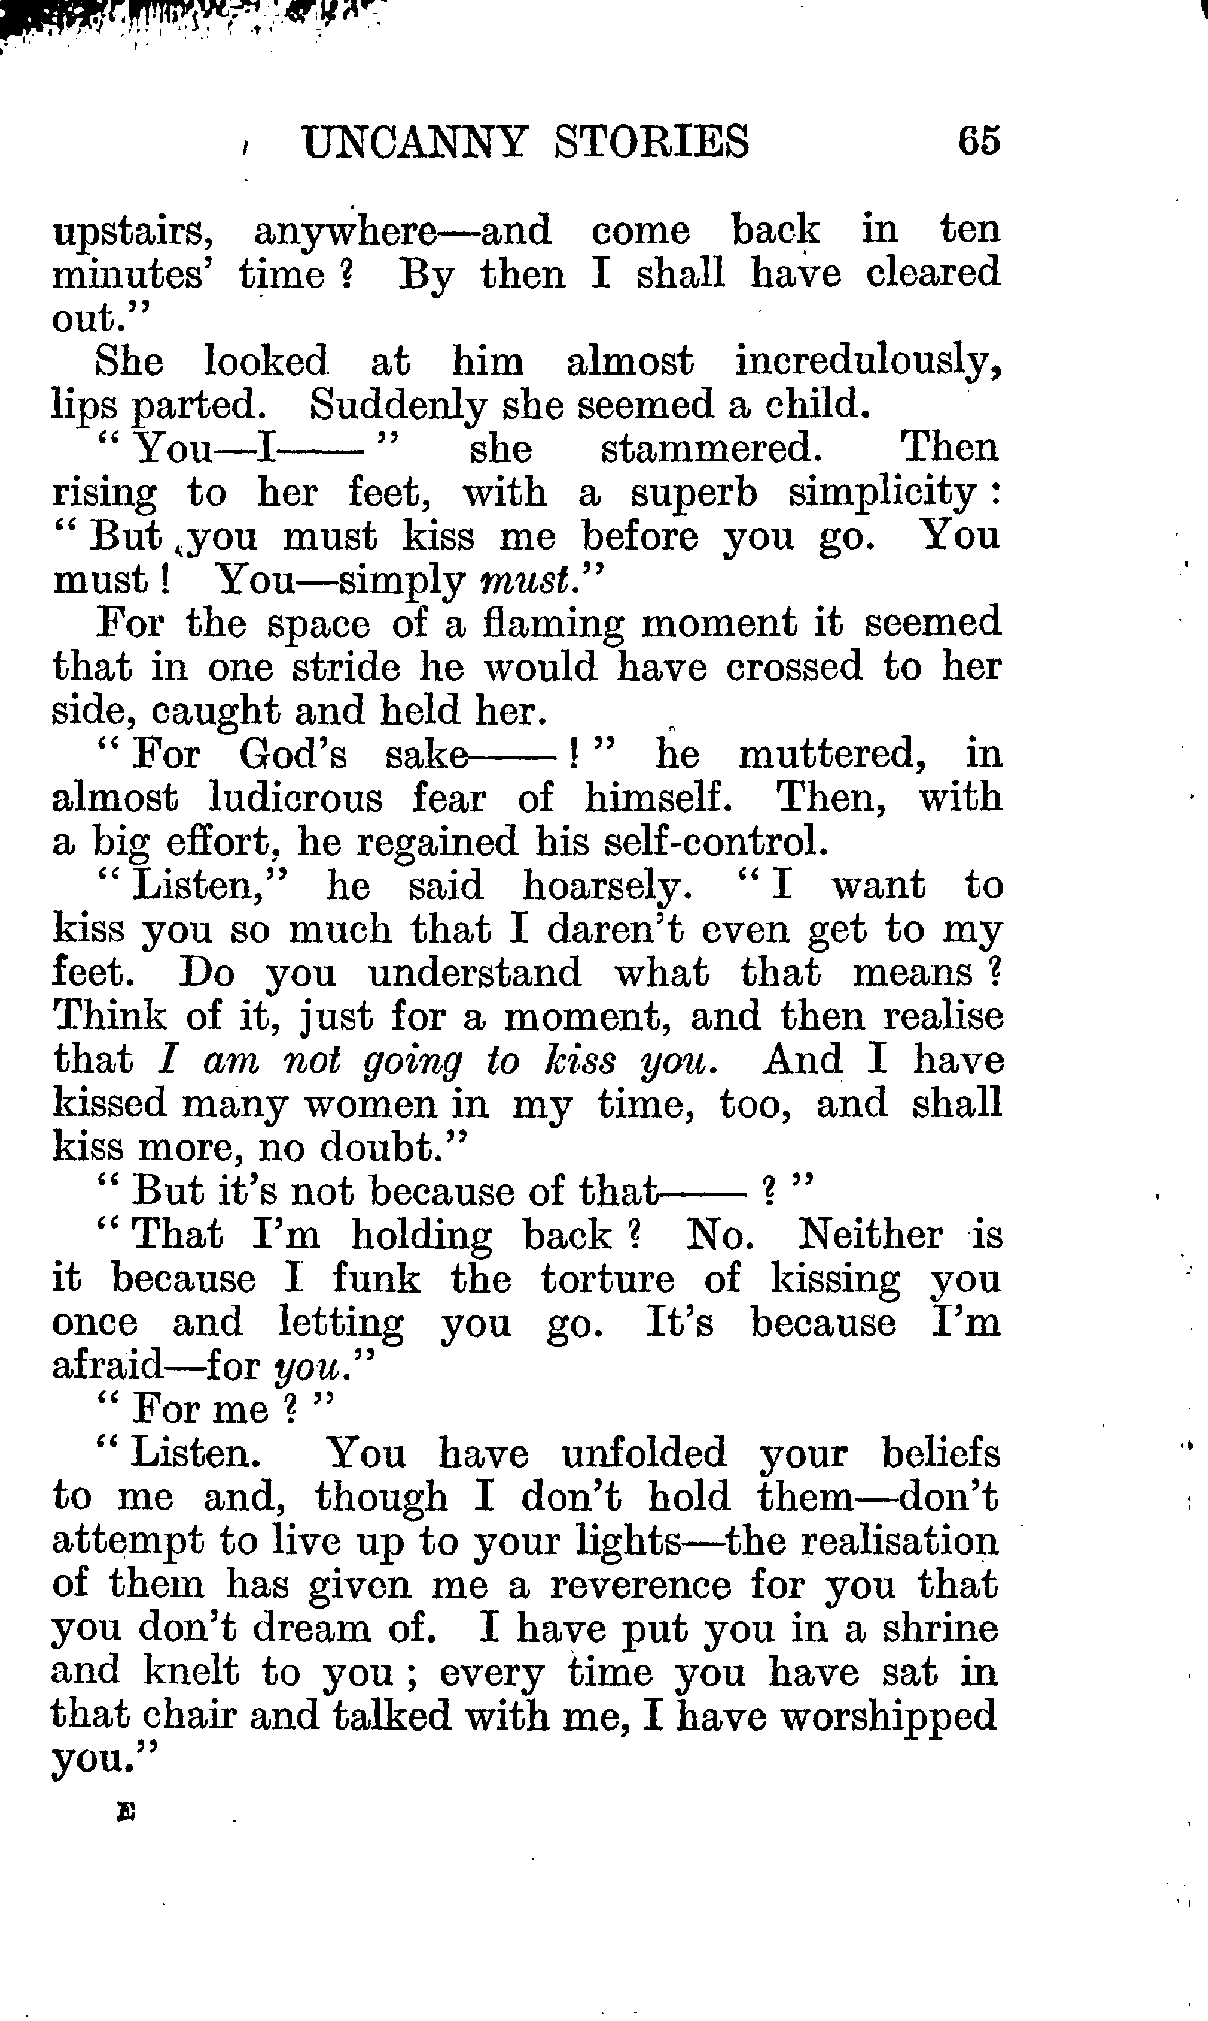 UNCANNY STORIES 65
upstairs, anywhere—and come back in ten
minutes' time ? By then I shall have cleared
out."
She looked at him almost incredulously,
lips parted. Suddenly she seemed a child.
" You—I—— " she stammered. Then
rising to her feet, with a superb simplicity :
" But you must kiss me before you go. You
must ! You—simply must."
For the space of a flaming moment it seemed
that in one stride he would have crossed to her
side, caught and held her.
" For God's sake—— ! " he muttered, in
almost ludicrous fear of himself. Then, with
a big effort, he regained his self-control.
" Listen," he said hoarsely. " I want to
kiss you so much that I daren't even get to my
feet. Do you understand what that means ?
Think of it, just for a moment, and then realise
that I am not going to kiss you. And I have
kissed many women in my time, too, and shall
kiss more, no doubt."
" But it's not because of that—— ? "
" That I'm holding back ? No. Neither is
it because I funk the torture of kissing you
once and letting you go. It's because I'm
afraid—for you."
" For me ? "
" Listen. You have unfolded your beliefs
to me and, though I don't hold them—don't
attempt to live up to your lights—the realisation
of them has given me a reverence for you that
you don't dream of. I have put you in a shrine
and knelt to you ; every time you have sat in
that chair and talked with me, I have worshipped
you."
E